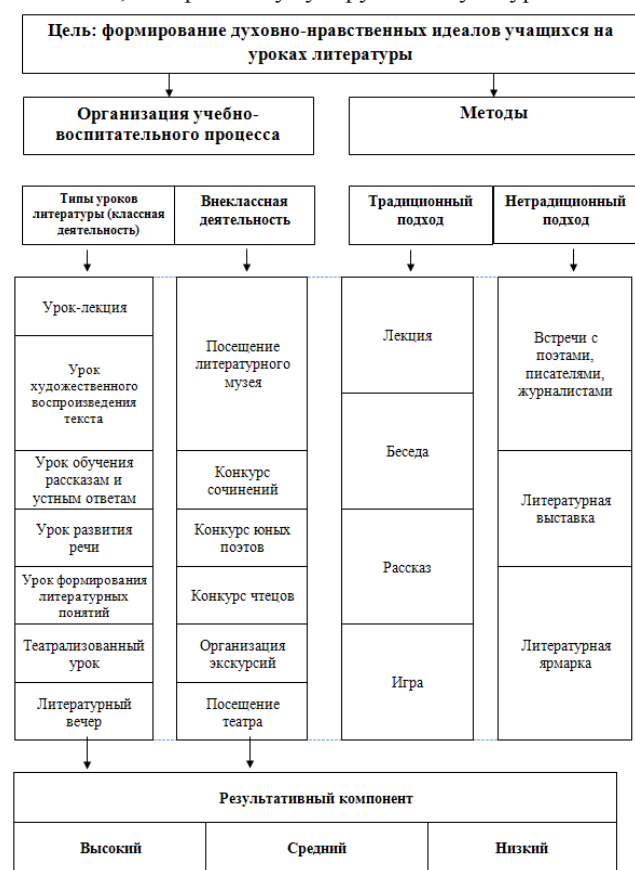 Цель: формирование духовно-нравственных идеалов учащихся на
уроках литературы
Организация учебно-
воспитательного процесса
Методы
Типы уроков
литературы (классная
деятельность)
Внеклассная
деятельность
Традиционный
подход
Нетрадиционный
подход
Урок-лекция
Урок
художественного
воспроизведения
текста
Урок обучения
рассказам и
устным ответам
Урок развития
речи
Урок формирования
литературных
понятий
Театрализованный
урок
Литературный
вечер
Посещение
литературного
музея
Конкурс
сочинений
Конкурс юных
поэтов
Конкурс чтецов
Организация
экскурсий
Посещение
театра
Лекция
Беседа
Рассказ
Игра
Встречи с
поэтами,
писателями,
журналистами
Литературная
выставка
Литературная
ярмарка
Результативный компонент
Высокий
Средний
Низкий